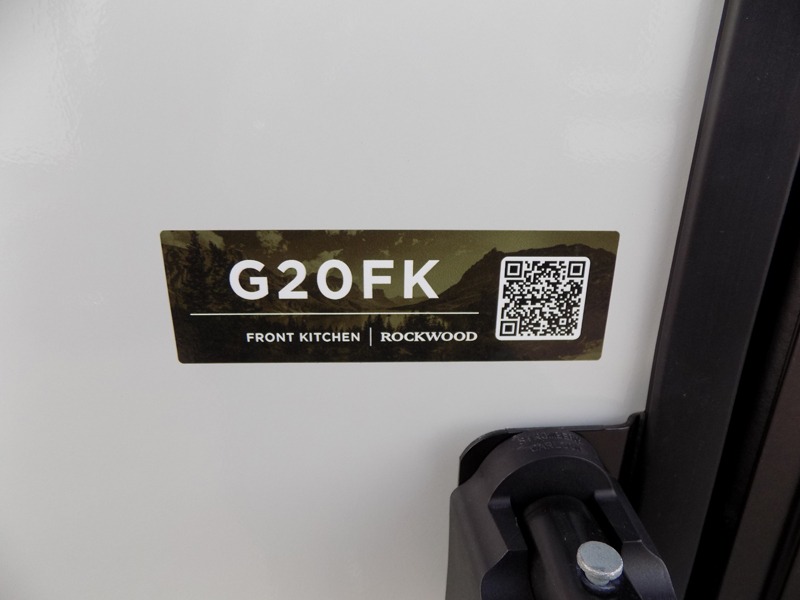 G20FK
FRONT KITCHEN | ROCKWOOD